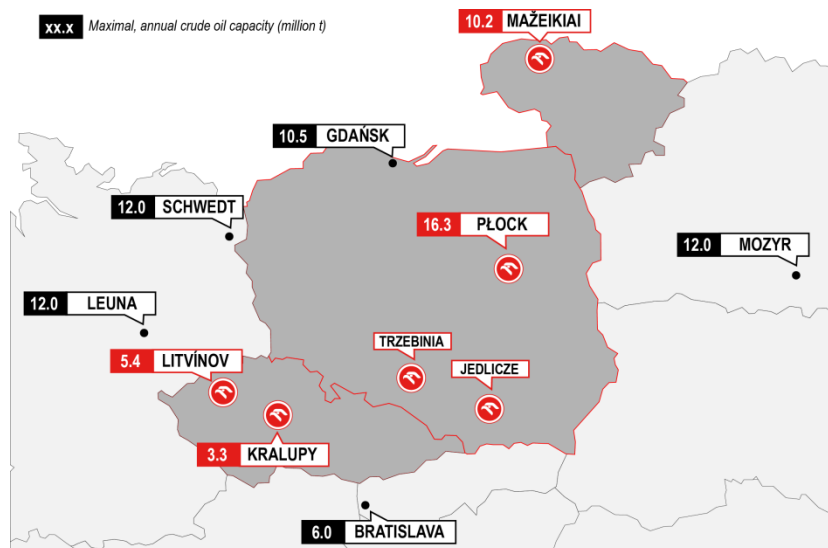 xx.x Maximal, annual crude oil capacity (million t)
10.2 MAŽEIKIAI
10.5 GDAŃSK
12.0 SCHWEDT
16.3 PŁOCK
12.0 MOZYR
12.0 LEUNA
TRZEBINIA
5.4 LITVÍNOV
JEDLICZE
3.3 KRALUPY
6.0 BRATISLAVA